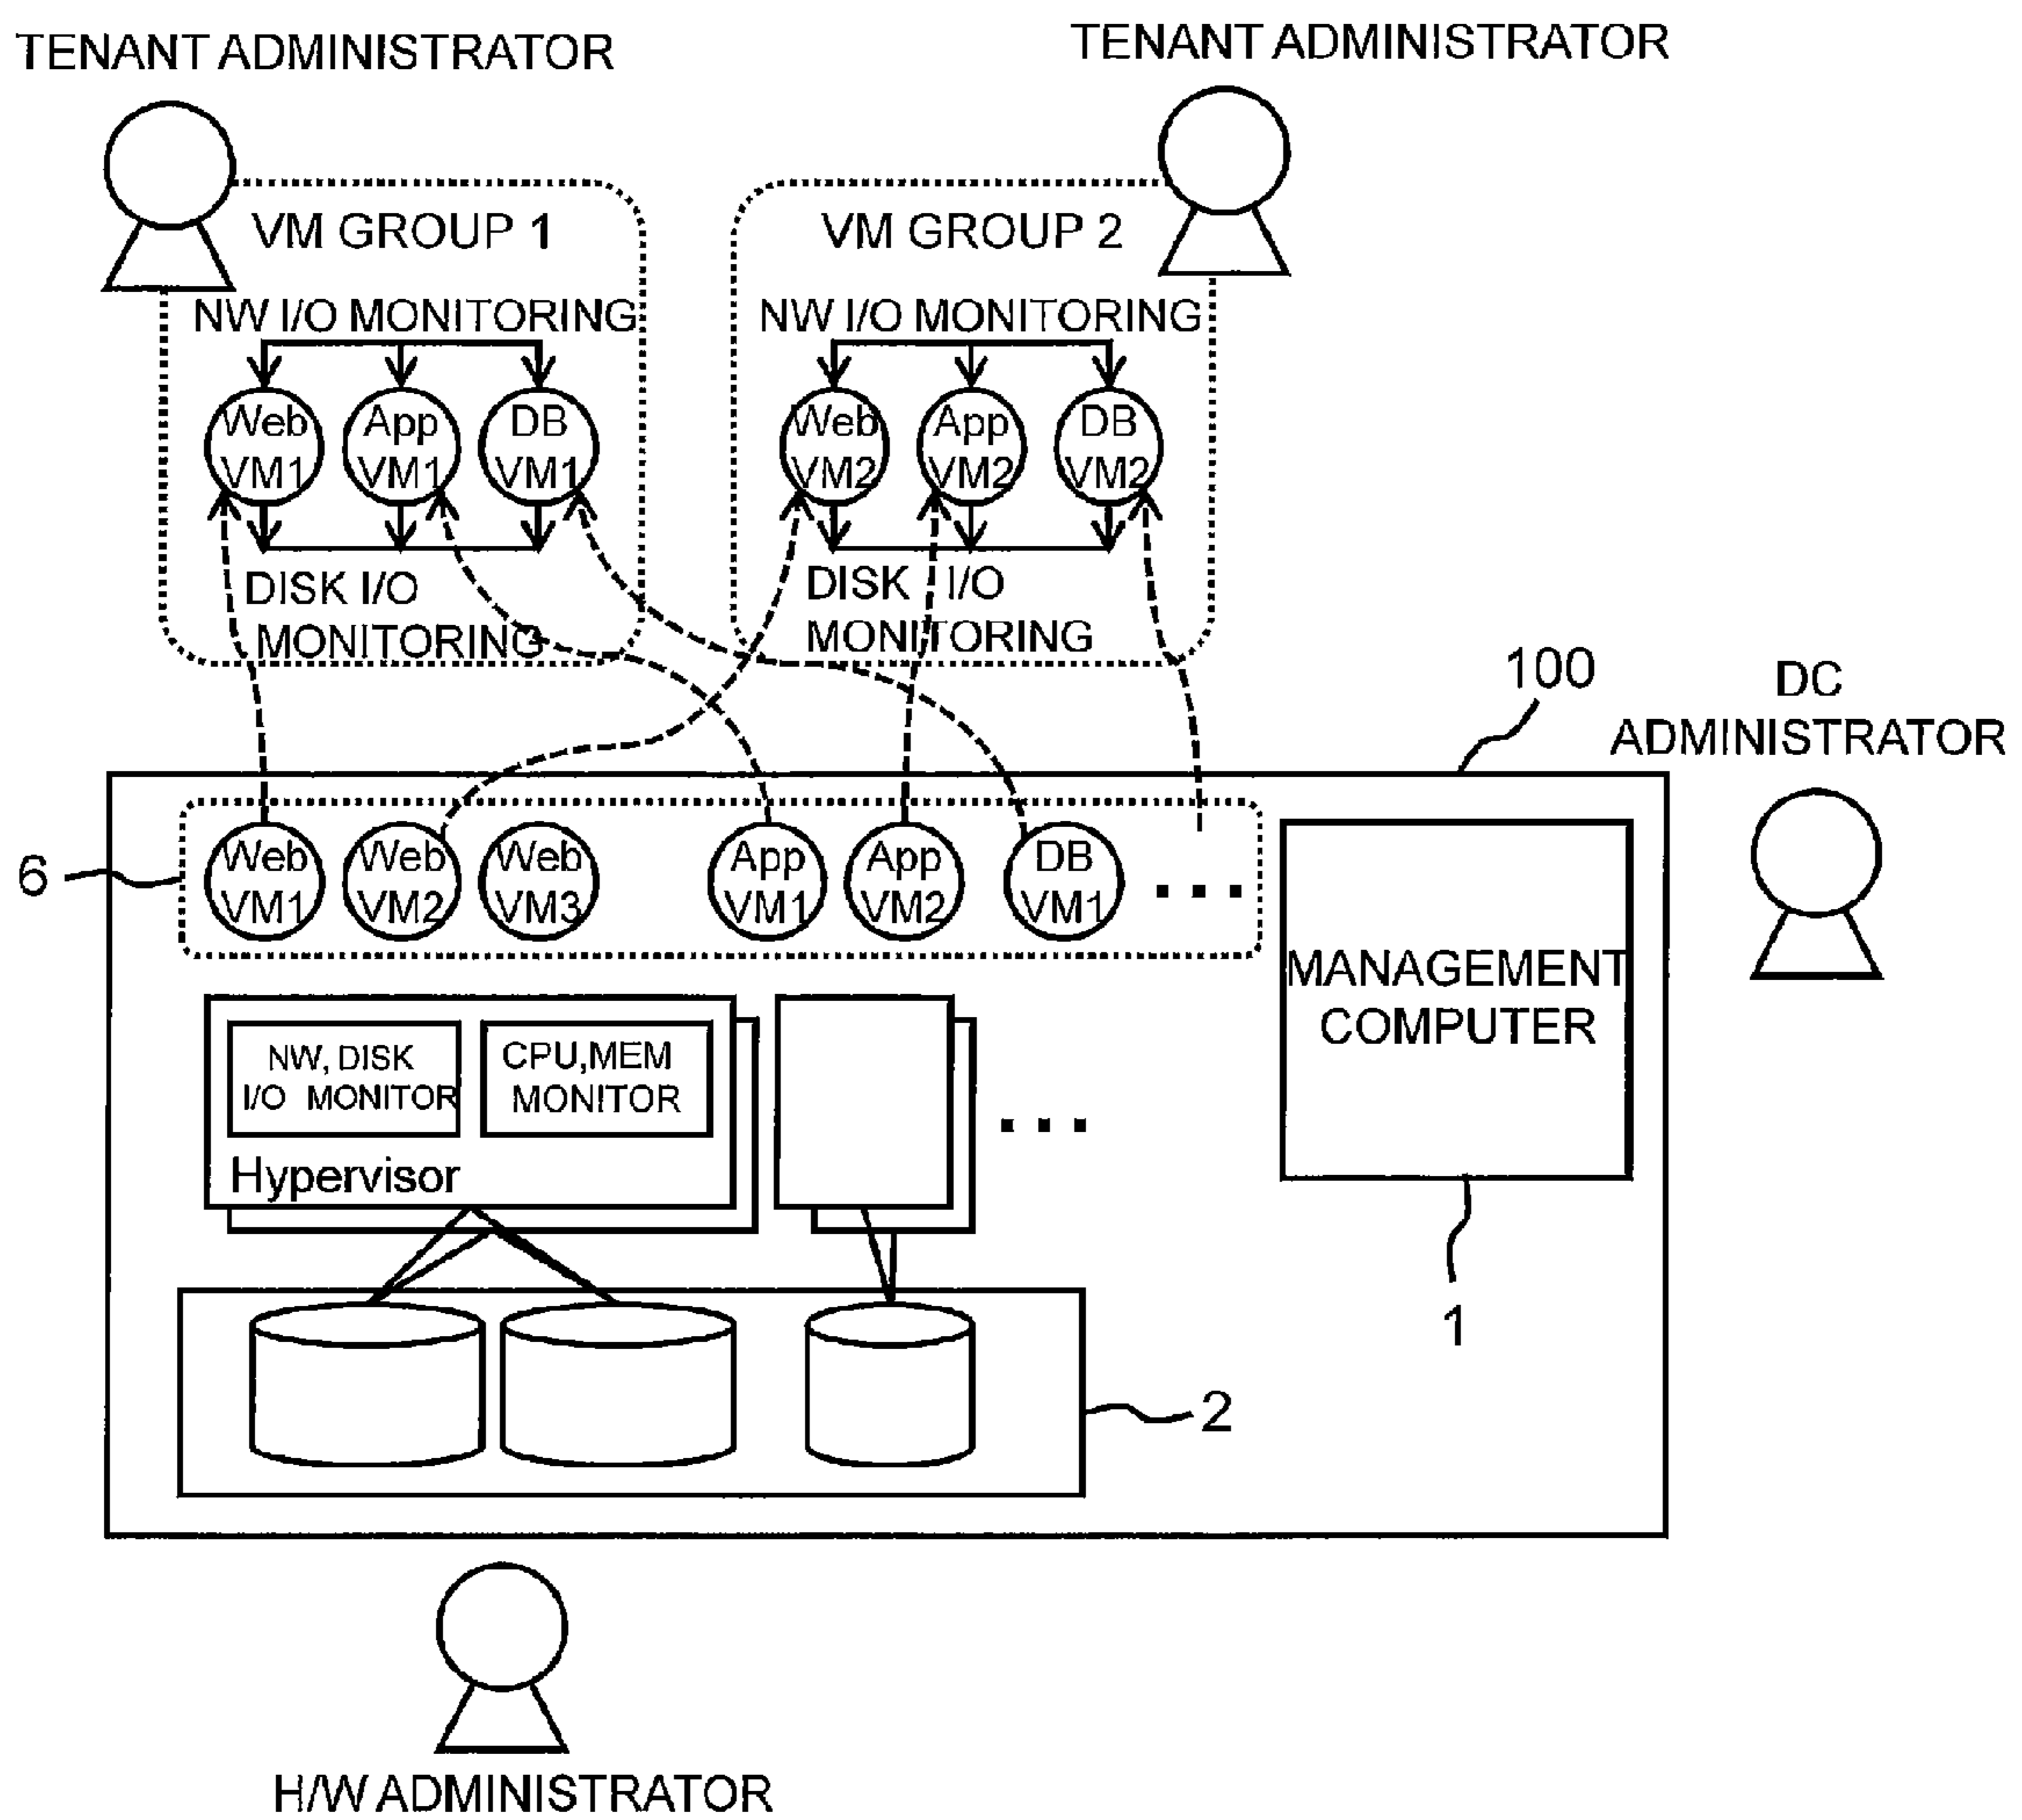 TENANT ADMINISTRATOR
TENANT ADMINISTRATOR
VM GROUP 1
VM GROUP 2
NW I/O MONITORING
NW I/O MONITORING
Web
VM1
App
VM1
DB
VM1
Web
VM2
App
VM2
DB
VM2
DISK I/O
MONITORING
DISK I/O
MONITORING
100
DC
ADMINISTRATOR
6
Web
VM1
Web
VM2
Web
VM3
App
VM1
App
VM2
DB
VM1
...
MANAGEMENT
COMPUTER
NW, DISK
I/O MONITOR
CPU,MEM
MONITOR
Hypervisor
...
1
2
H/W ADMINISTRATOR